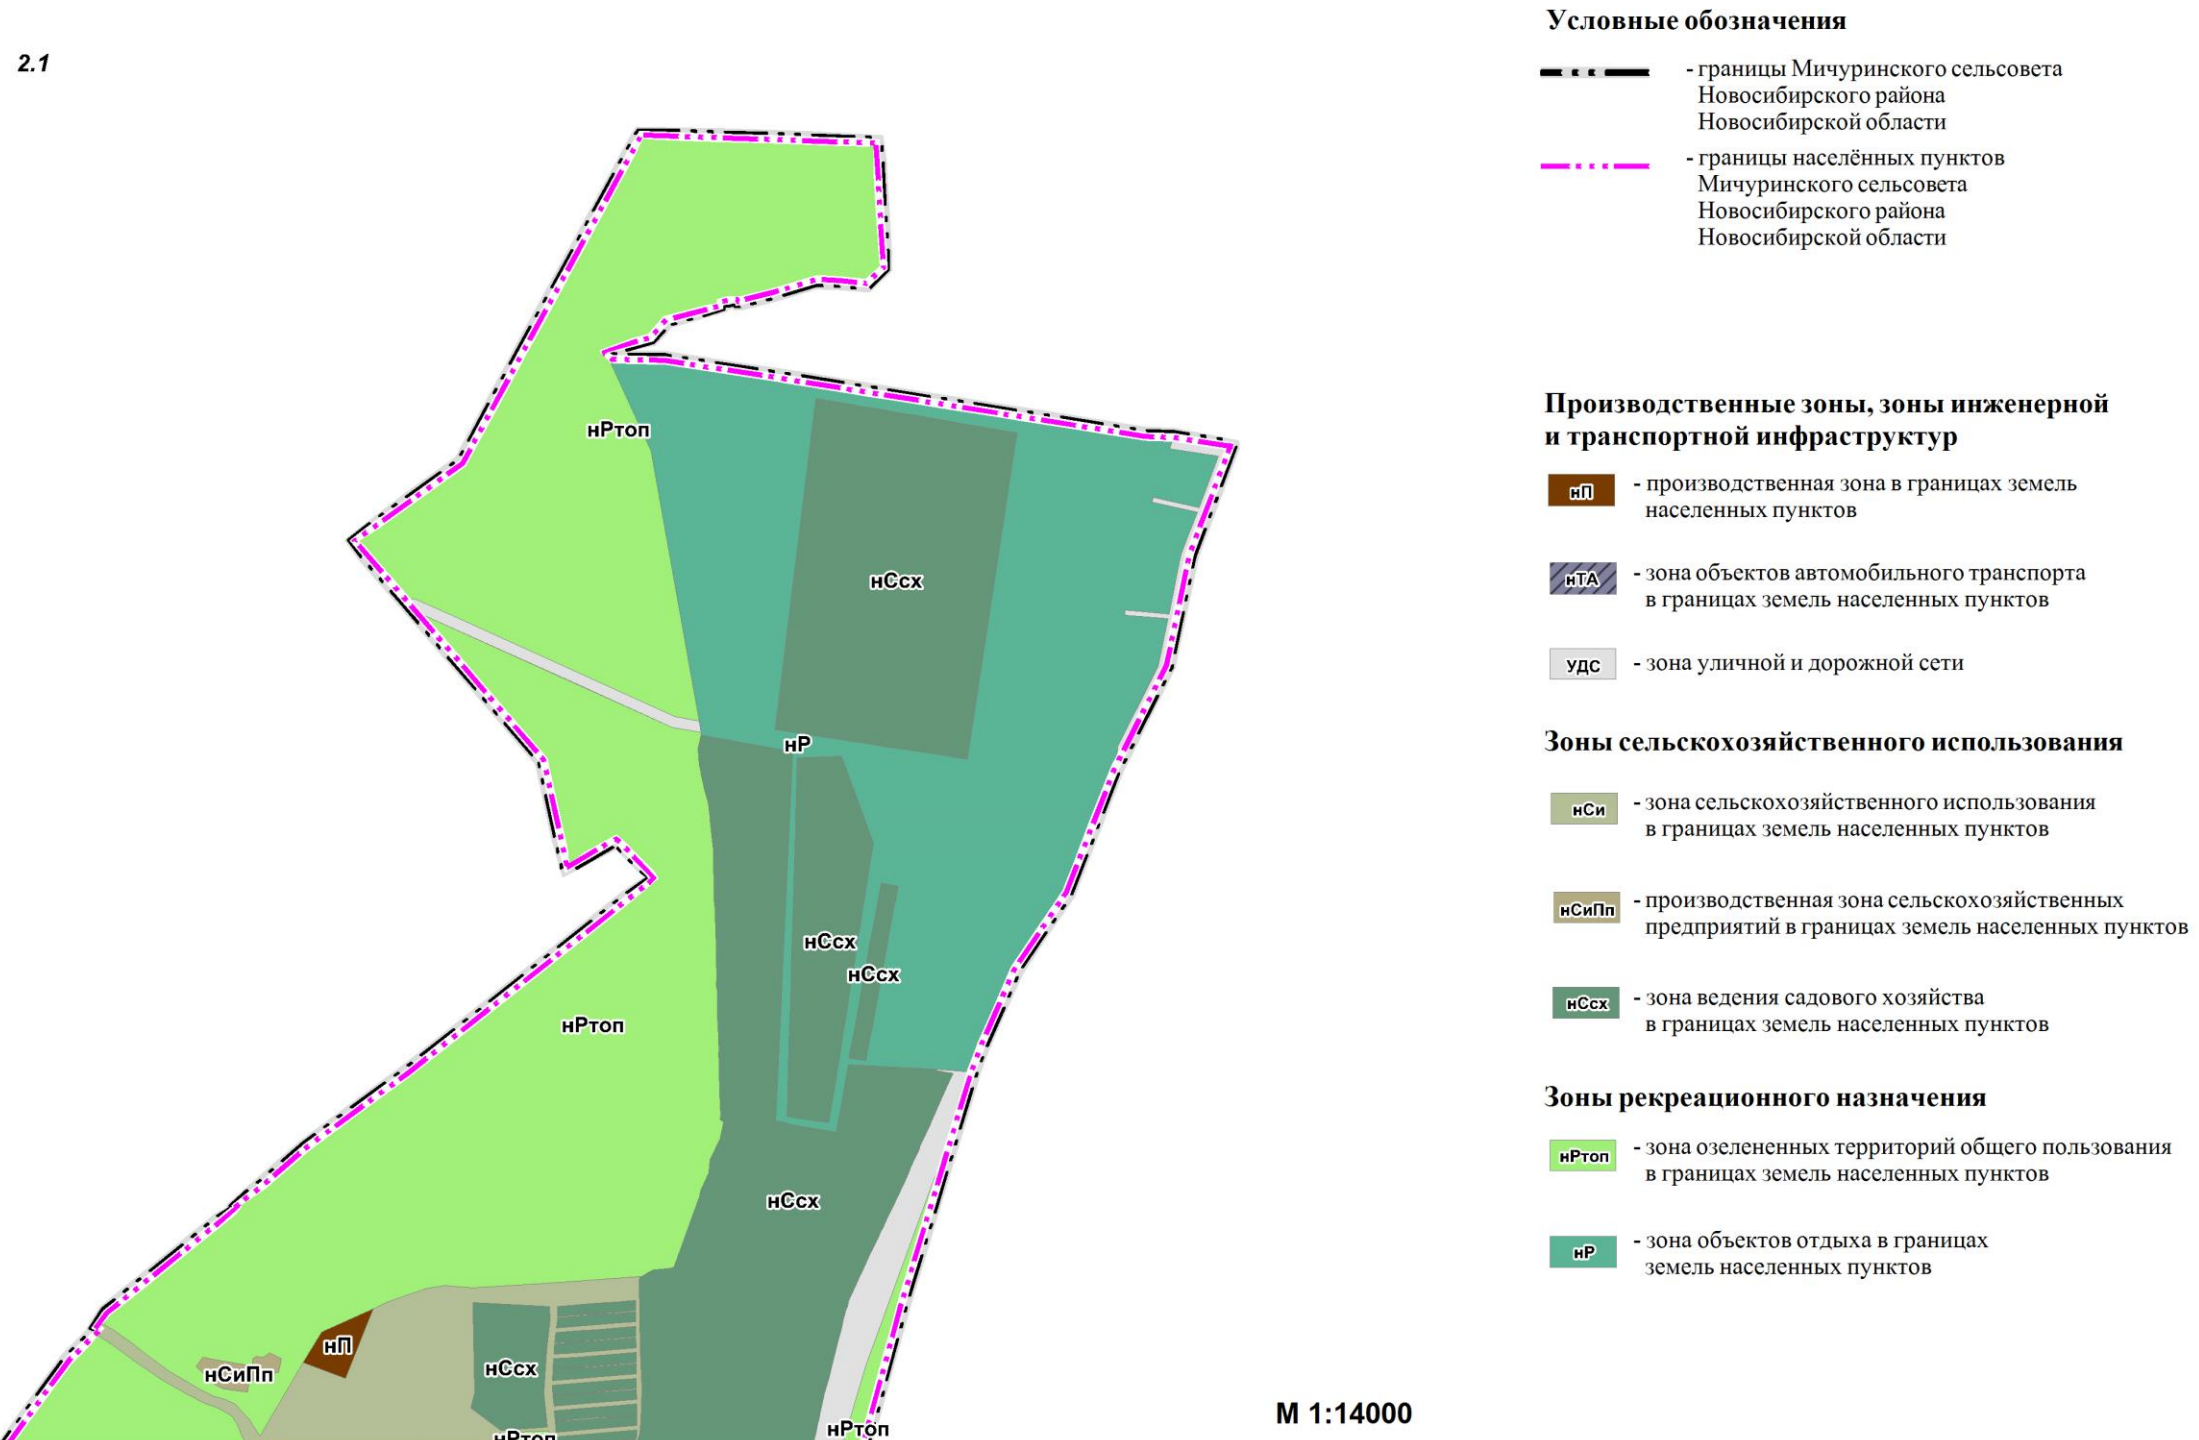 2.1
нРтоп
нСсх
нР
нСсх
нСсх
нРтоп
нСсх
нП
нСиПп
нСсх
нРтоп
нРтоп
М 1:14000
Условные обозначения
- границы Мичуринского сельсовета
Новосибирского района
Новосибирской области
- границы населённых пунктов
Мичуринского сельсовета
Новосибирского района
Новосибирской области
Производственные зоны, зоны инженерной
и транспортной инфраструктур
нП - производственная зона в границах земель
населенных пунктов
нТА - зона объектов автомобильного транспорта
в границах земель населенных пунктов
УДС - зона уличной и дорожной сети
Зоны сельскохозяйственного использования
нСи - зона сельскохозяйственного использования
в границах земель населенных пунктов
нСиПп - производственная зона сельскохозяйственных
предприятий в границах земель населенных пунктов
нСсх - зона ведения садового хозяйства
в границах земель населенных пунктов
Зоны рекреационного назначения
нРтоп - зона озелененных территорий общего пользования
в границах земель населенных пунктов
нР - зона объектов отдыха в границах
земель населенных пунктов